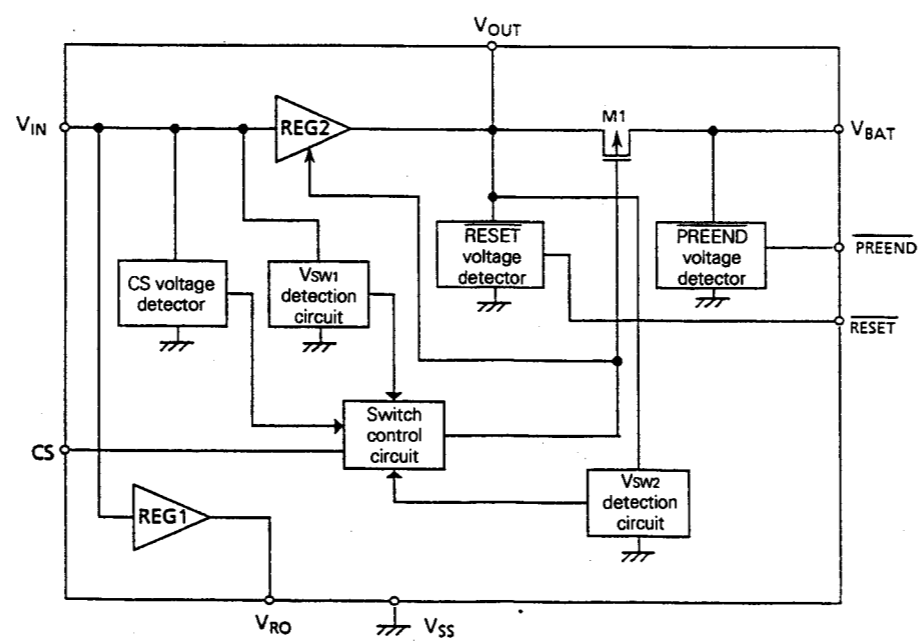 VOUT
VIN
REG2
M1
VBAT
RESET
voltage
detector
PREEND
voltage
detector
PREEND
CS voltage
detector
VSW1
detection
circuit
RESET
Switch
control
circuit
CS
VSW2
detection
circuit
REG1
VRO
VSS